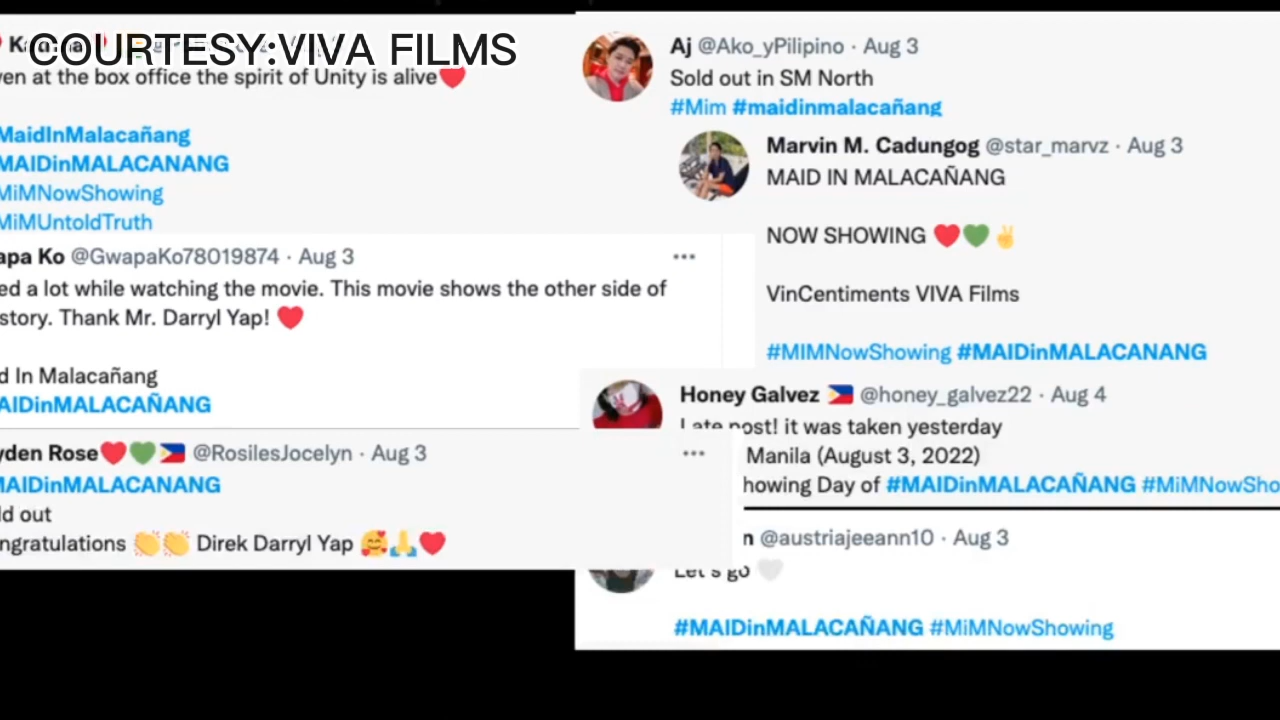 COURTESY:VIVA FILMS
ven at the box office the spirit of Unity is alive❤️
MaidInMalacañang
MAIDinMALACANANG
MiMNowShowing
MiMUntoldTruth
apa Ko @GwapaKo78019874 · Aug 3
ed a lot while watching the movie. This movie shows the other side of
story. Thank Mr. Darryl Yap! ❤️
d In Malacañang
AIDinMALACAÑANG
yden Rose❤️💚🇵🇭 @RosilesJocelyn · Aug 3
MAIDinMALACANANG
ld out
ngratulations 👏👏 Direk Darryl Yap 🥰🙏❤️
Aj @Ako_yPilipino · Aug 3
Sold out in SM North
#Mim #maidinmalacañang
Marvin M. Cadungog @star_marvz · Aug 3
MAID IN MALACAÑANG
NOW SHOWING ❤️💚✌️
VinCentiments VIVA Films
#MIMNowShowing #MAIDinMALACANANG
Honey Galvez 🇵🇭 @honey_galvez22 · Aug 4
Late post! it was taken yesterday
Manila (August 3, 2022)
howing Day of #MAIDinMALACAÑANG #MiMNowSho
n @austriajeeann10 · Aug 3
Let's go 🤍
#MAIDinMALACAÑANG #MiMNowShowing